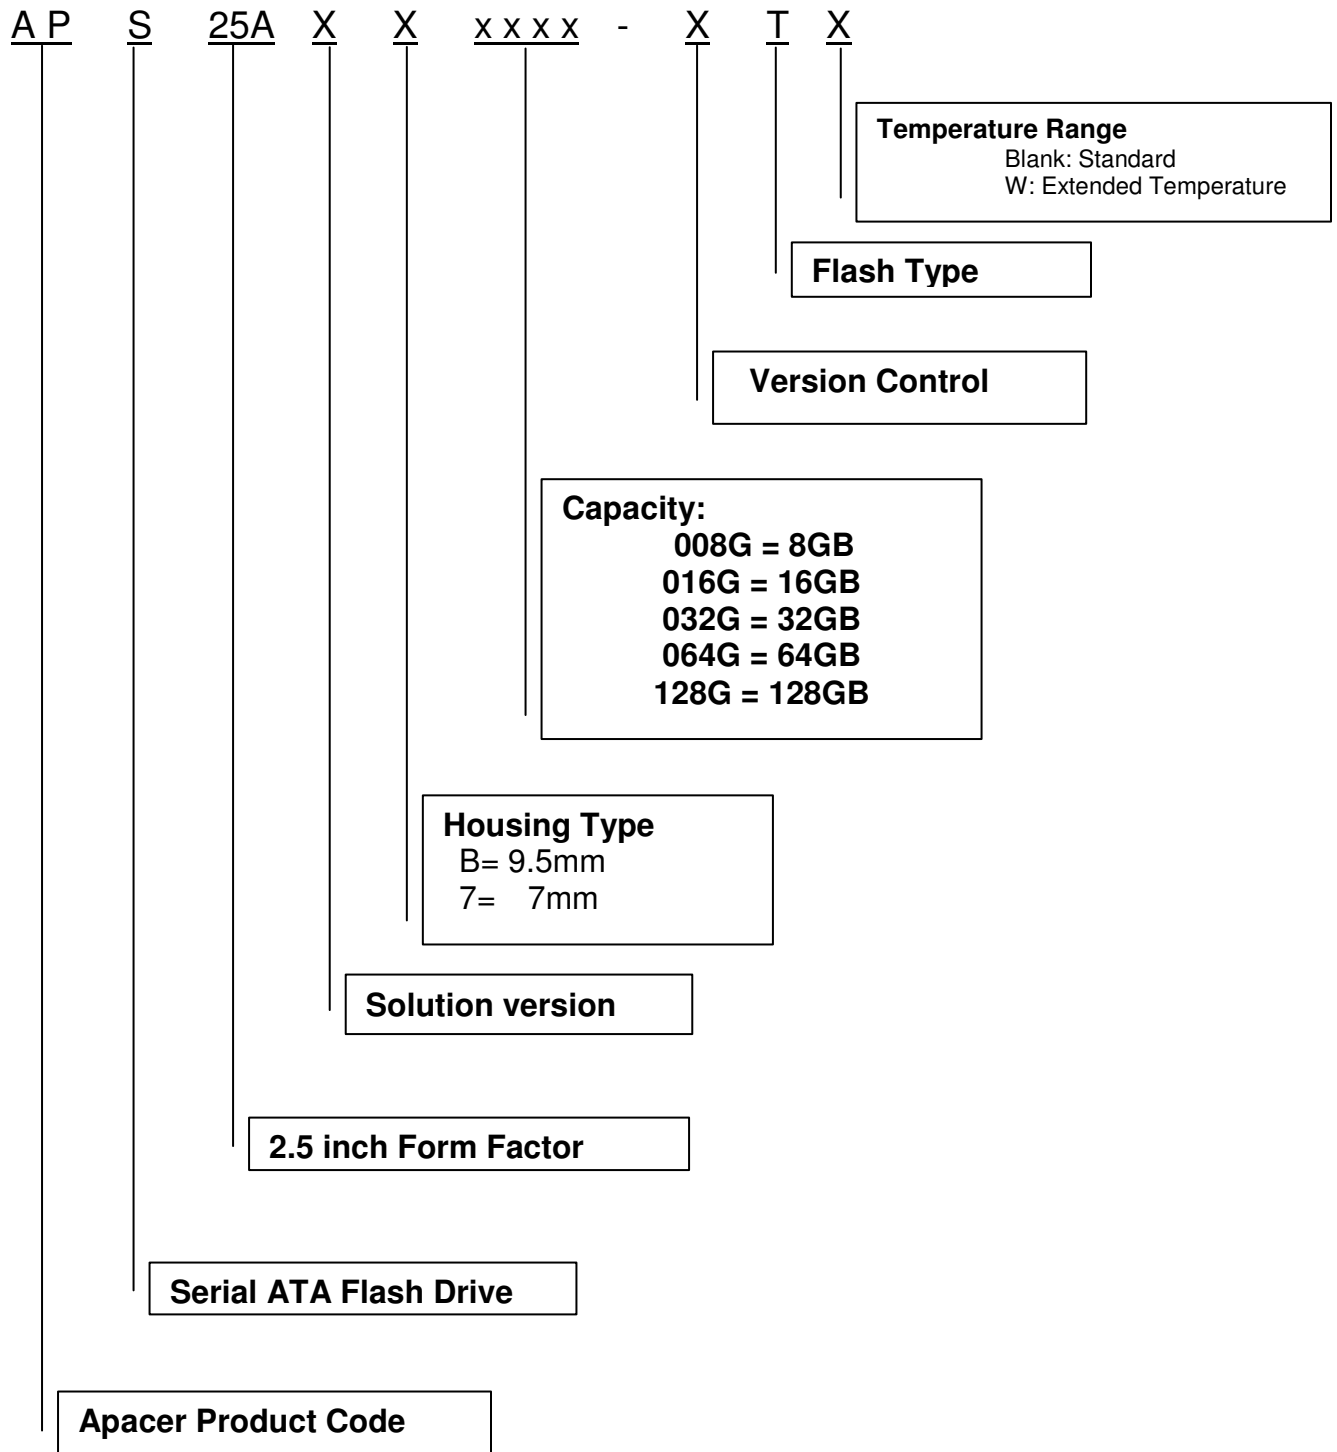 A P S 25A X X x x x x - X T X
Temperature Range
Blank: Standard
W: Extended Temperature
Flash Type
Version Control
Capacity:
008G = 8GB
016G = 16GB
032G = 32GB
064G = 64GB
128G = 128GB
Housing Type
B= 9.5mm
7= 7mm
Solution version
2.5 inch Form Factor
Serial ATA Flash Drive
Apacer Product Code